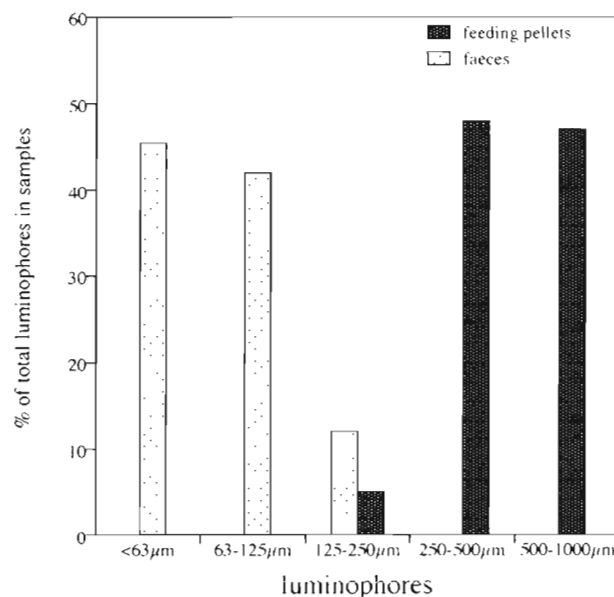 60
feeding pellets
faeces
50
40
30
20
10
0
% of total luminophores in samples
<63µm 63-125µm 125-250µm 250-500µm 500-1000µm
luminophores